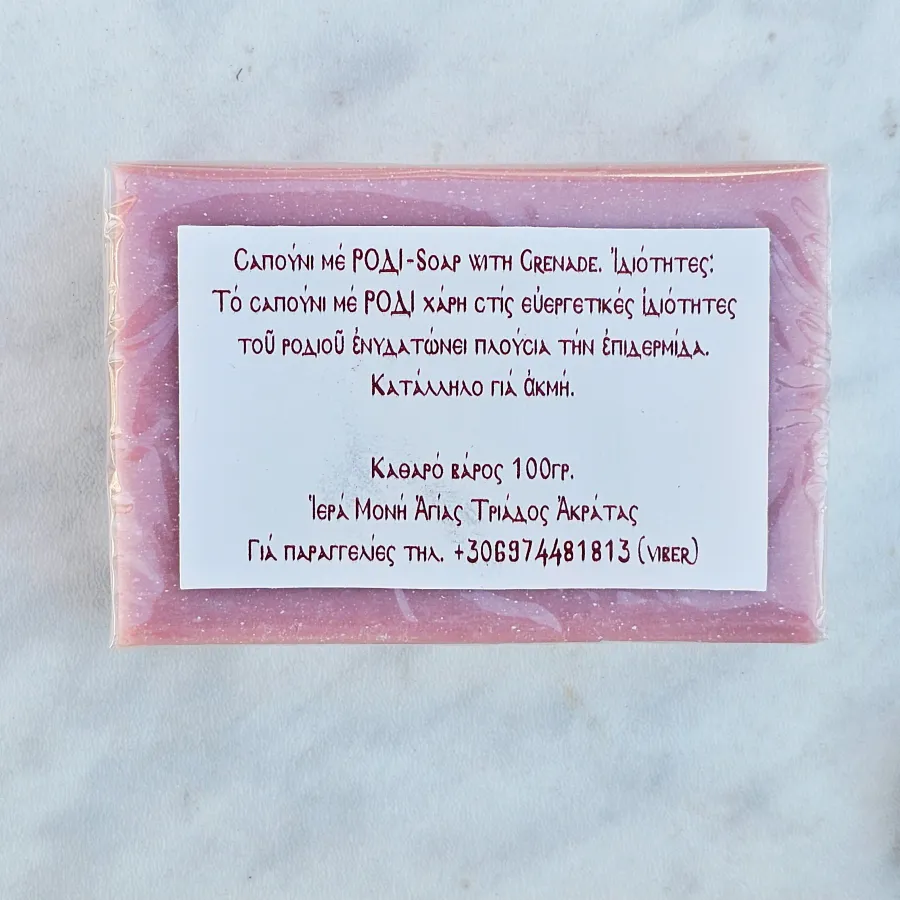 Σαπούνι μέ ΡΟΔΙ-Soap with Grenade. Ἰδιότητες:
Τό σαπούνι μέ ΡΟΔΙ χάρη στίς εὐεργετικές ἰδιότητες
τοῦ ροδιοῦ ἐνυδατώνει πλούσια τήν ἐπιδερμίδα.
Κατάλληλο γιά ἀκμή.
Καθαρό βάρος 100γρ.
Ἱερά Μονή Ἁγίας Τριάδος Ἀκράτας
Γιά παραγγελίες τηλ. +306974481813 (viber)